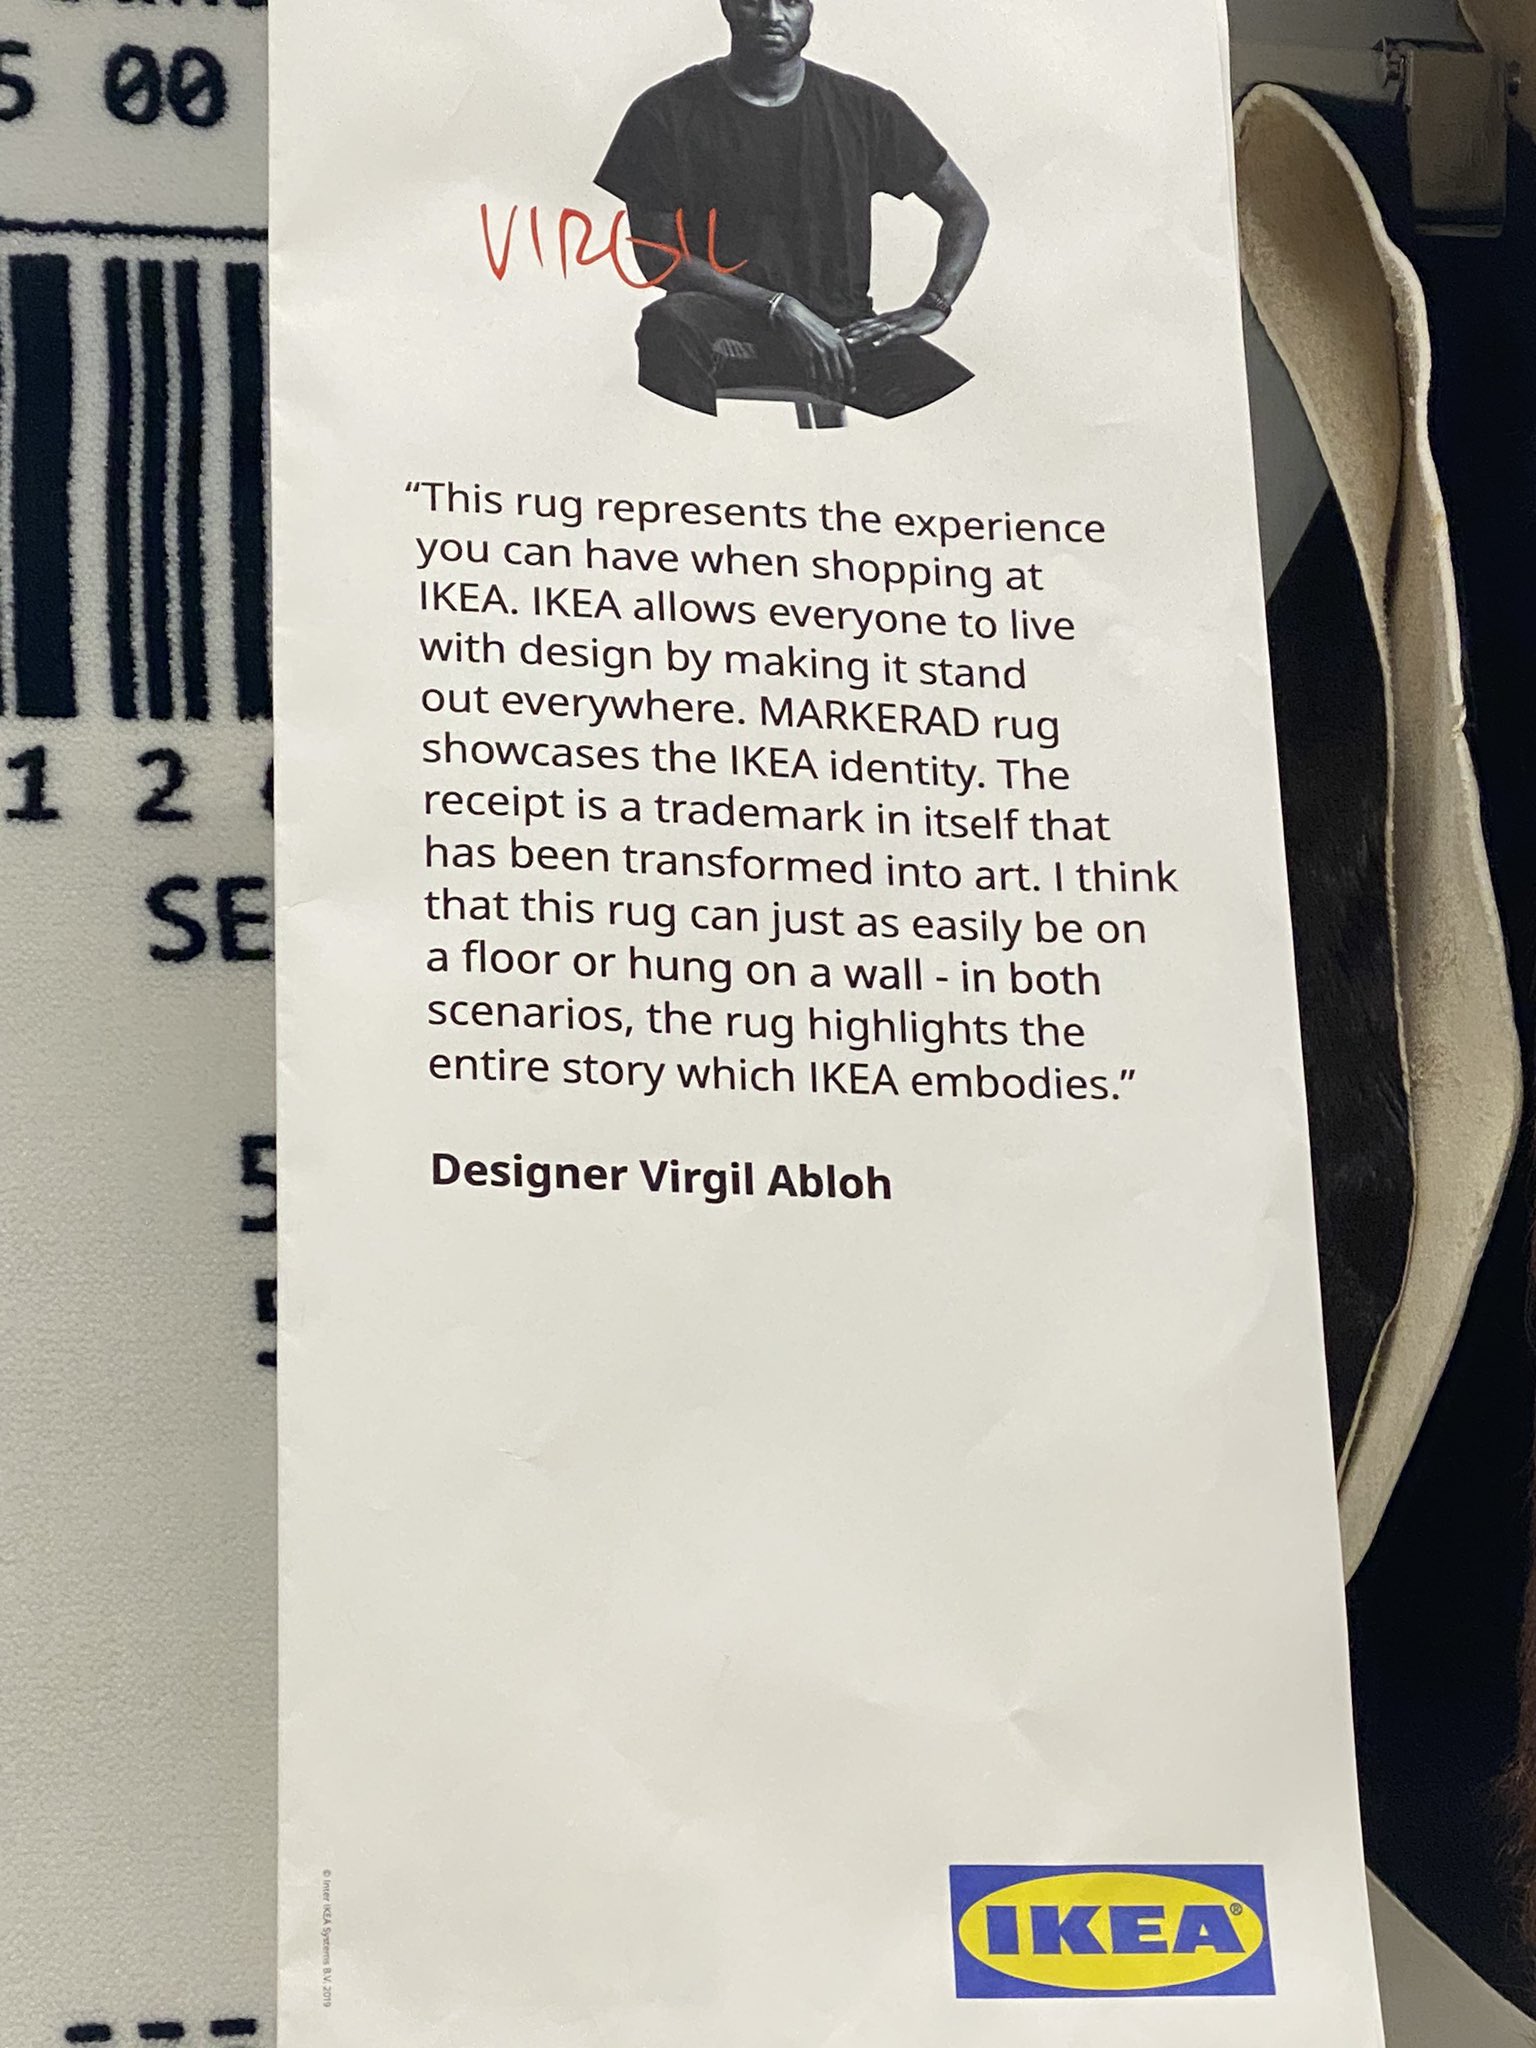 5 00
VIRGIL
“This rug represents the experience
you can have when shopping at
IKEA. IKEA allows everyone to live
with design by making it stand
out everywhere. MARKERAD rug
showcases the IKEA identity. The
receipt is a trademark in itself that
has been transformed into art. I think
that this rug can just as easily be on
a floor or hung on a wall - in both
scenarios, the rug highlights the
entire story which IKEA embodies.”
Designer Virgil Abloh
1 2
SE
5
© Inter IKEA Systems B.V. 2019
IKEA®
---